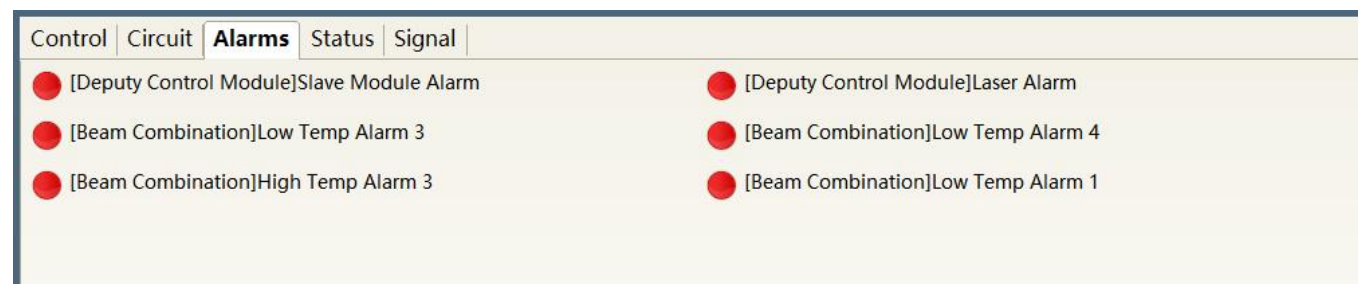 Control Circuit Alarms Status Signal
[Deputy Control Module]Slave Module Alarm [Deputy Control Module]Laser Alarm
[Beam Combination]Low Temp Alarm 3 [Beam Combination]Low Temp Alarm 4
[Beam Combination]High Temp Alarm 3 [Beam Combination]Low Temp Alarm 1